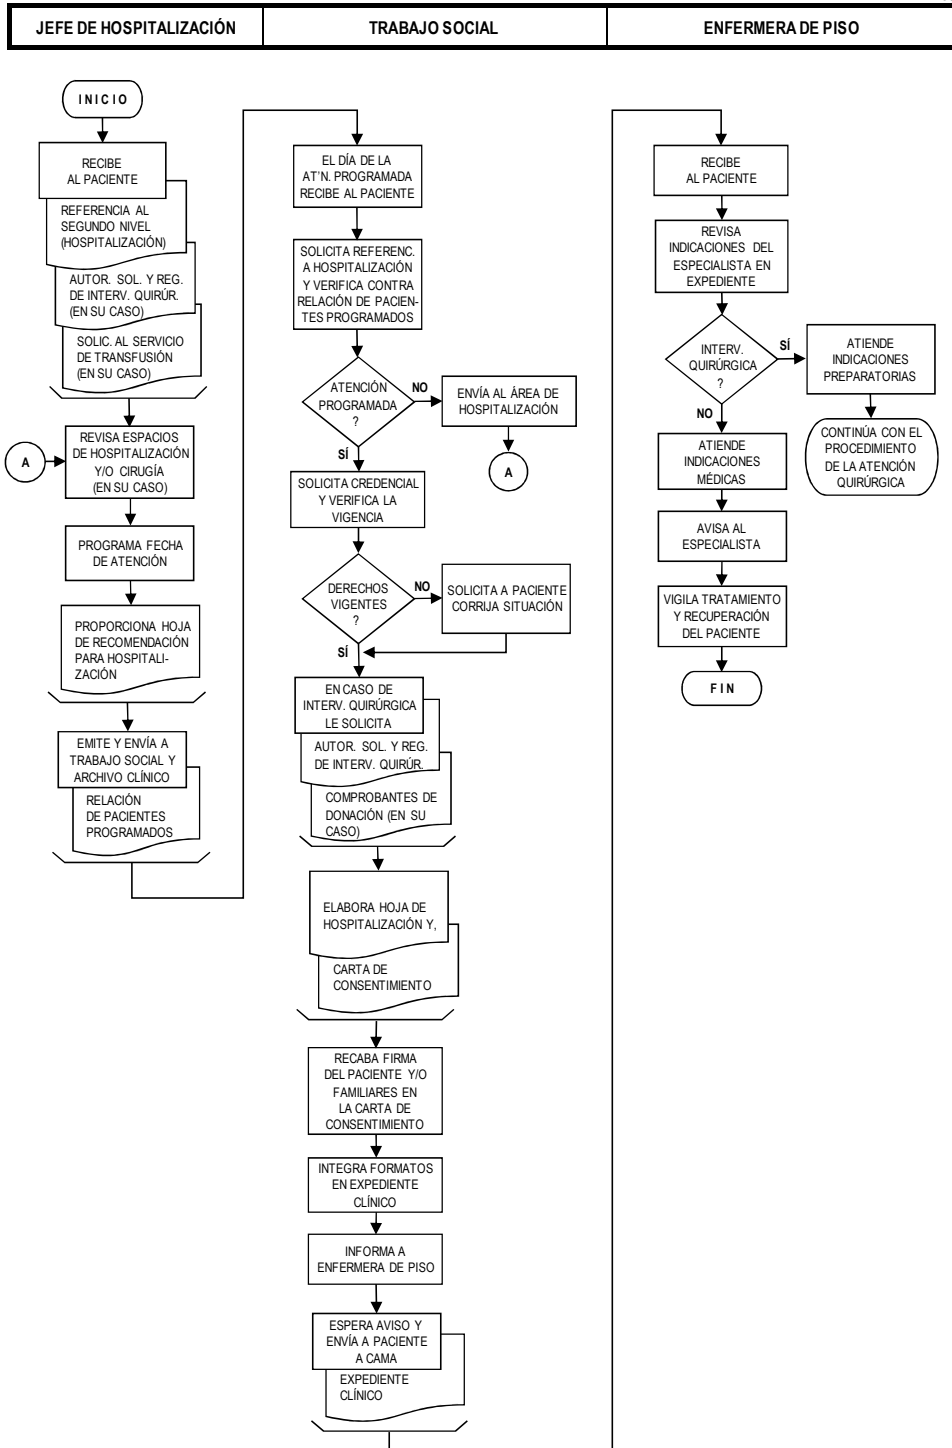 JEFE DE HOSPITALIZACIÓN
TRABAJO SOCIAL
ENFERMERA DE PISO
INICIO
RECIBE
AL PACIENTE
REFERENCIA AL
SEGUNDO NIVEL
(HOSPITALIZACIÓN)
AUTOR. SOL. Y REG.
DE INTERV. QUIRÚR.
(EN SU CASO)
SOLIC. AL SERVICIO
DE TRANSFUSIÓN
(EN SU CASO)
A
REVISA ESPACIOS
DE HOSPITALIZACIÓN
Y/O CIRUGÍA
(EN SU CASO)
PROGRAMA FECHA
DE ATENCIÓN
PROPORCIONA HOJA
DE RECOMENDACIÓN
PARA HOSPITALI-
ZACIÓN
EMITE Y ENVÍA A
TRABAJO SOCIAL Y
ARCHIVO CLÍNICO
RELACIÓN
DE PACIENTES
PROGRAMADOS
EL DÍA DE LA
AT'N. PROGRAMADA
RECIBE AL PACIENTE
SOLICITA REFERENC.
A HOSPITALIZACIÓN
Y VERIFICA CONTRA
RELACIÓN DE PACIEN-
TES PROGRAMADOS
ATENCIÓN
PROGRAMADA
?
NO
ENVÍA AL ÁREA DE
HOSPITALIZACIÓN
A
SÍ
SOLICITA CREDENCIAL
Y VERIFICA LA
VIGENCIA
DERECHOS
VIGENTES
?
NO
SOLICITA A PACIENTE
CORRIJA SITUACIÓN
SÍ
EN CASO DE
INTERV. QUIRÚRGICA
LE SOLICITA
AUTOR. SOL. Y REG.
DE INTERV. QUIRÚR.
COMPROBANTES DE
DONACIÓN (EN SU
CASO)
ELABORA HOJA DE
HOSPITALIZACIÓN Y,
CARTA DE
CONSENTIMIENTO
RECABA FIRMA
DEL PACIENTE Y/O
FAMILIARES EN
LA CARTA DE
CONSENTIMIENTO
INTEGRA FORMATOS
EN EXPEDIENTE
CLÍNICO
INFORMA A
ENFERMERA DE PISO
ESPERA AVISO Y
ENVÍA A PACIENTE
A CAMA
EXPEDIENTE
CLÍNICO
RECIBE
AL PACIENTE
REVISA
INDICACIONES DEL
ESPECIALISTA EN
EXPEDIENTE
INTERV.
QUIRÚRGICA
?
SÍ
ATIENDE
INDICACIONES
PREPARATORIAS
CONTINÚA CON EL
PROCEDIMIENTO
DE LA ATENCIÓN
QUIRÚRGICA
NO
ATIENDE
INDICACIONES
MÉDICAS
AVISA AL
ESPECIALISTA
VIGILA TRATAMIENTO
Y RECUPERACIÓN
DEL PACIENTE
FIN